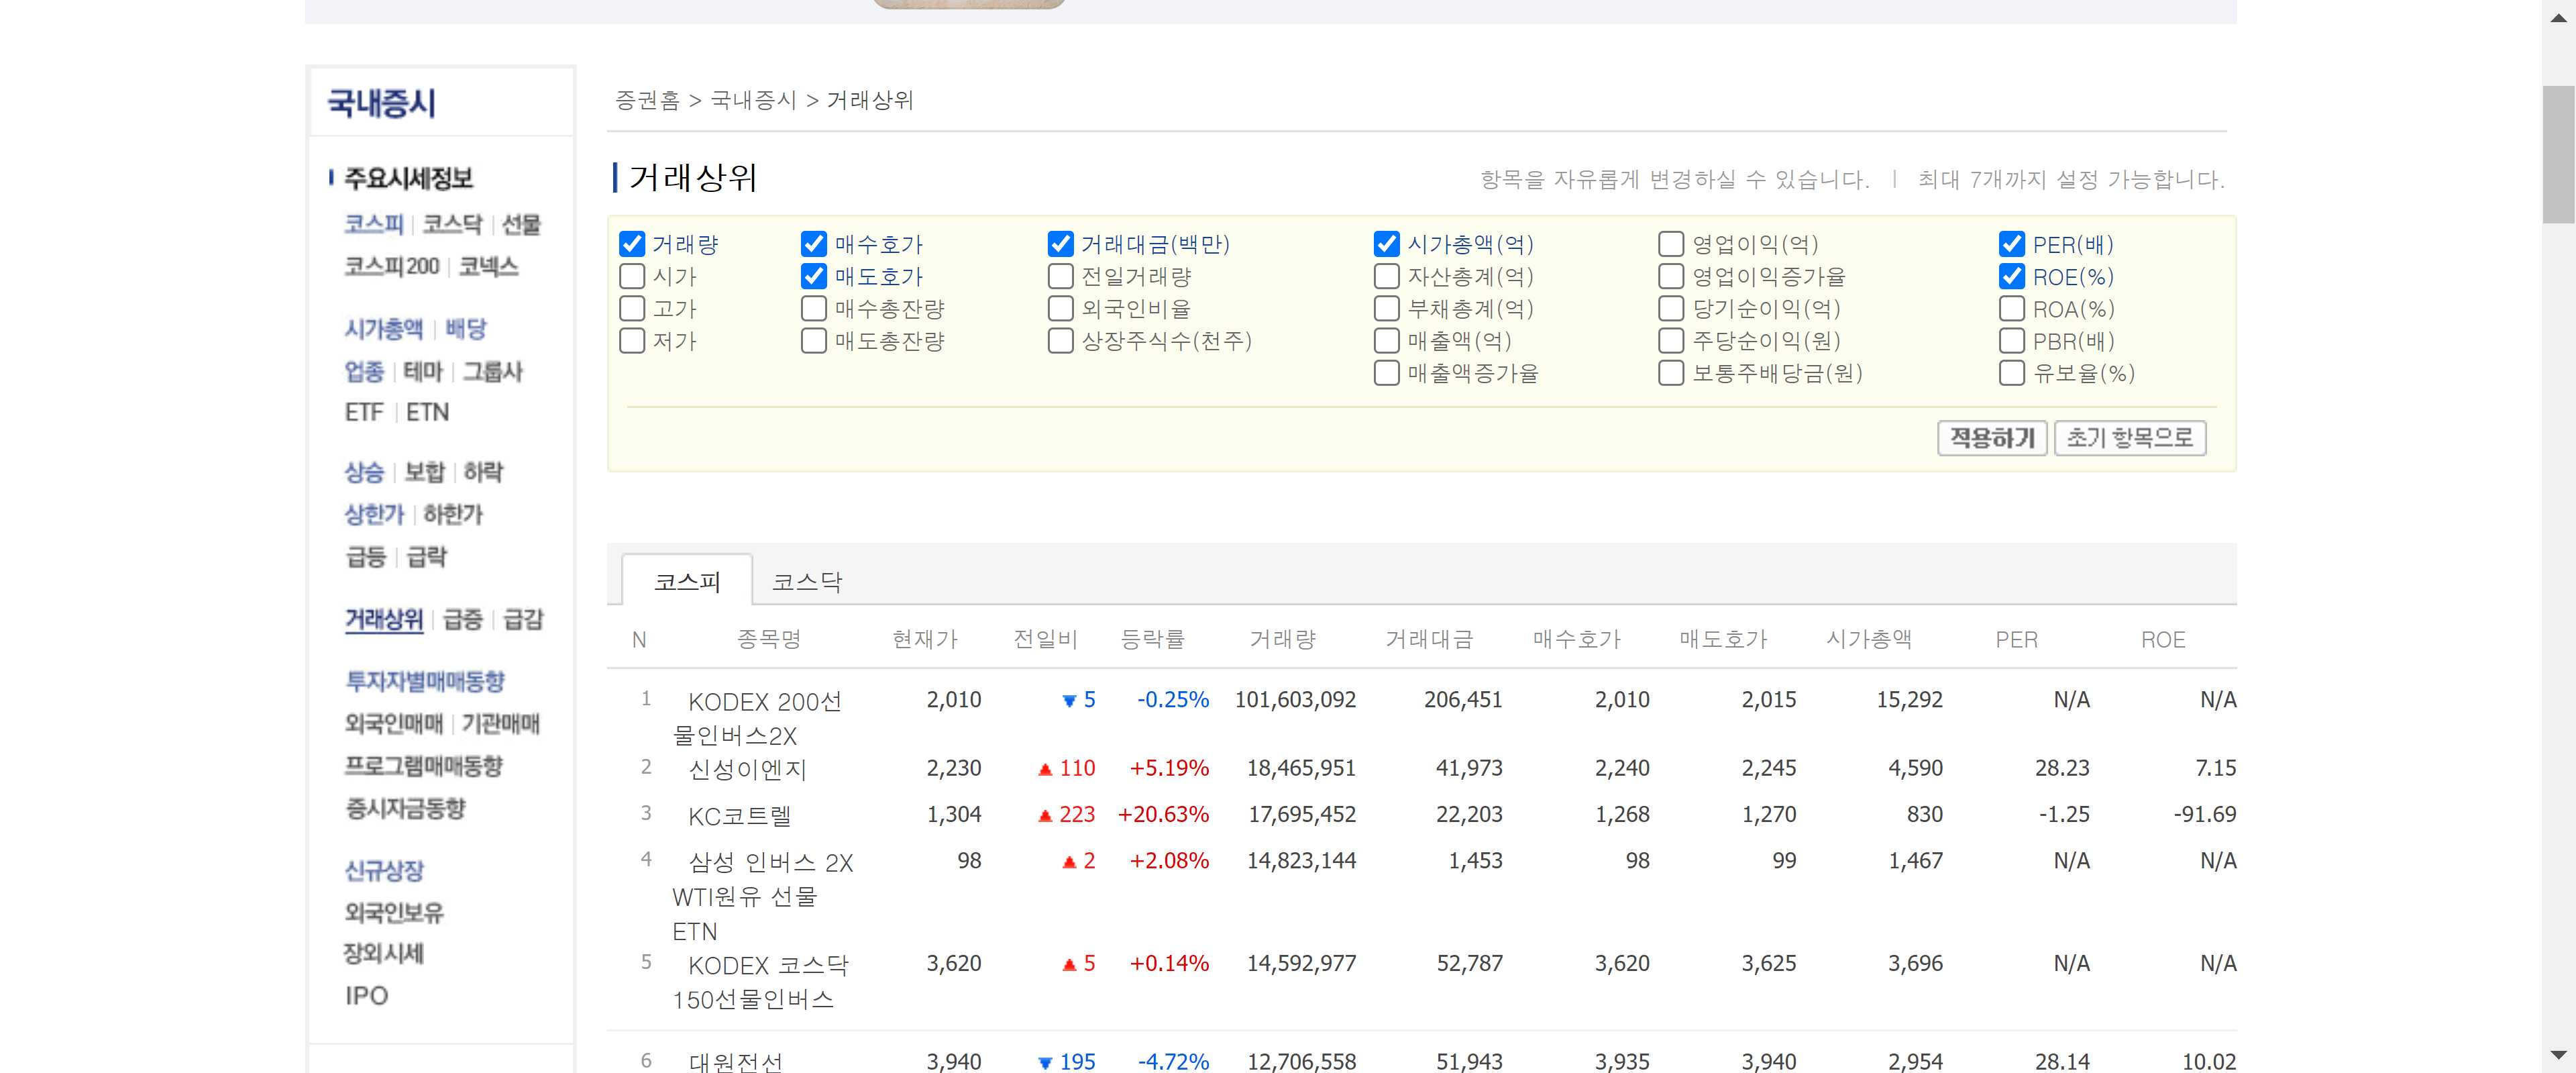 국내증시
주요시세정보
코스피 | 코스닥 | 선물
코스피200 | 코넥스
시가총액 | 배당
업종 | 테마 | 그룹사
ETF | ETN
상승 | 보합 | 하락
상한가 | 하한가
급등 | 급락
거래상위 | 급증 | 급감
투자자별매매동향
외국인매매 | 기관매매
프로그램매매동향
증시자금동향
신규상장
외국인보유
장외시세
IPO
증권홈 > 국내증시 > 거래상위
거래상위
항목을 자유롭게 변경하실 수 있습니다. | 최대 7개까지 설정 가능합니다.
거래량 매수호가 거래대금(백만) 시가총액(억) 영업이익(억) PER(배)
시가 매도호가 전일거래량 자산총계(억) 영업이익증가율 ROE(%)
고가 매수총잔량 외국인비율 부채총계(억) 당기순이익(억) ROA(%)
저가 매도총잔량 상장주식수(천주) 매출액(억) 주당순이익(원) PBR(배)
매출액증가율 보통주배당금(원) 유보율(%)
적용하기 초기 항목으로
코스피 코스닥
N 종목명 현재가 전일비 등락률 거래량 거래대금 매수호가 매도호가 시가총액 PER ROE
1 KODEX 200선 2,010 ▼ 5 -0.25% 101,603,092 206,451 2,010 2,015 15,292 N/A N/A
물인버스2X
2 신성이엔지 2,230 ▲ 110 +5.19% 18,465,951 41,973 2,240 2,245 4,590 28.23 7.15
3 KC코트렐 1,304 ▲ 223 +20.63% 17,695,452 22,203 1,268 1,270 830 -1.25 -91.69
4 삼성 인버스 2X 98 ▲ 2 +2.08% 14,823,144 1,453 98 99 1,467 N/A N/A
WTI원유 선물
ETN
5 KODEX 코스닥 3,620 ▲ 5 +0.14% 14,592,977 52,787 3,620 3,625 3,696 N/A N/A
150선물인버스
6 대원전선 3,940 ▼ 195 -4.72% 12,706,558 51,943 3,935 3,940 2,954 28.14 10.02